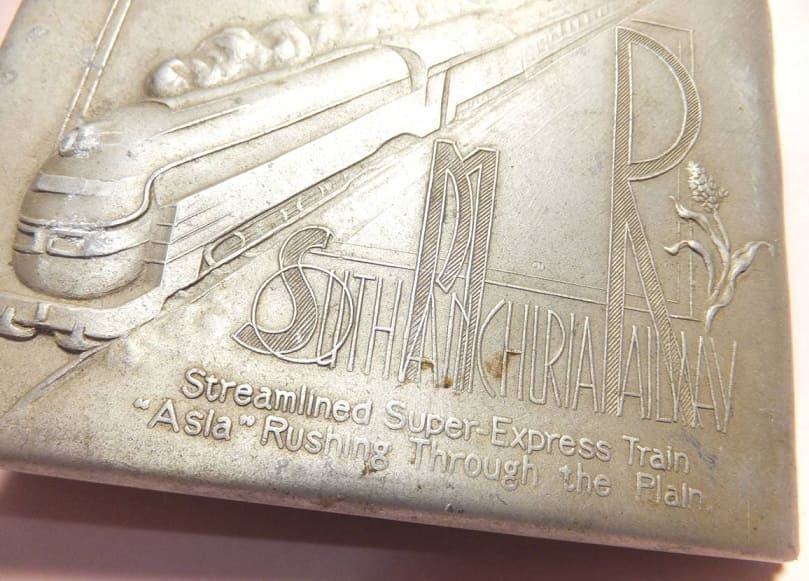 SOUTH MANCHURIA RAILWAY
Streamlined Super-Express Train
"Asia" Rushing Through the Plain.